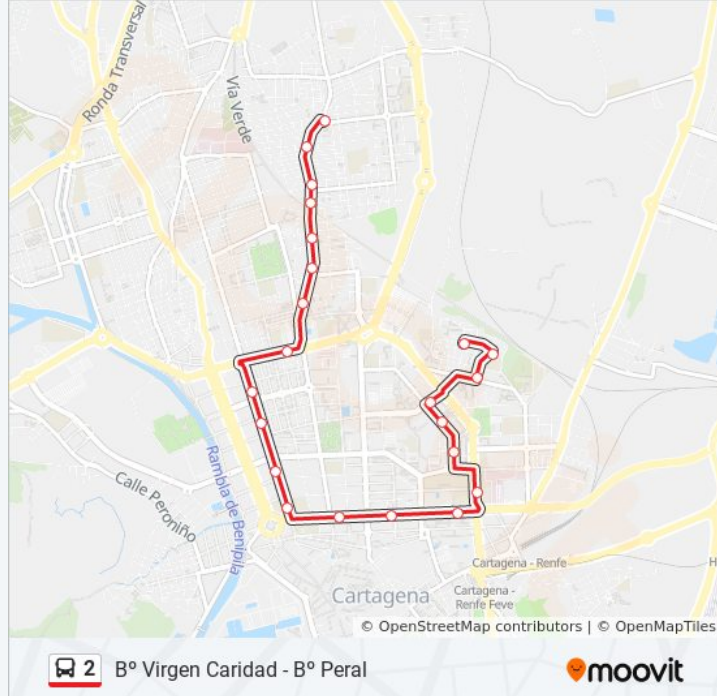 Ronda Transversal
Vía Verde
Rambla de Benipila
Calle Peroniño
Cartagena - Renfe
Cartagena
Cartagena -
Renfe Feve
H
© OpenStreetMap contributors | © OpenMapTiles
2 Bº Virgen Caridad - Bº Peral
moovit